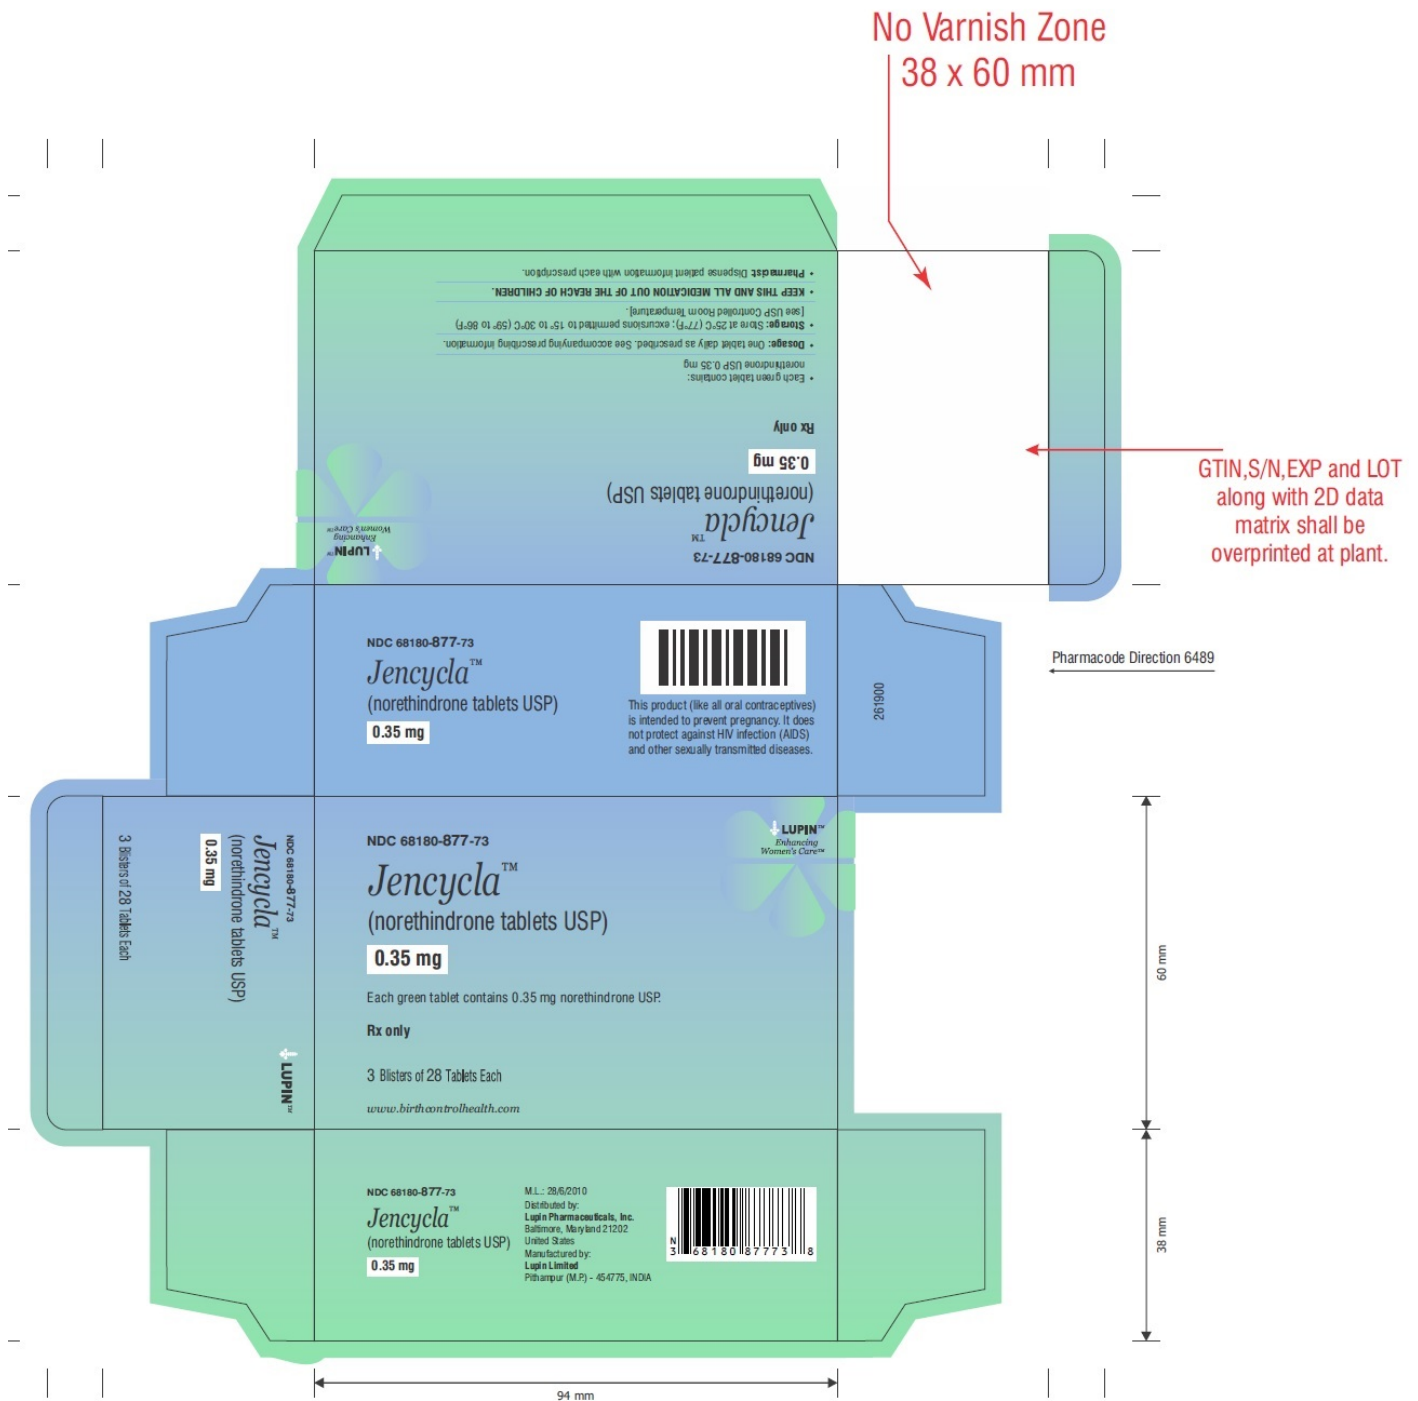 No Varnish Zone
38 x 60 mm
• Pharmacist: Dispense patient information with each prescription.
• KEEP THIS AND ALL MEDICATION OUT OF THE REACH OF CHILDREN.
[see USP Controlled Room Temperature].
• Storage: Store at 25°C (77°F); excursions permitted to 15° to 30°C (59° to 86°F)
• Dosage: One tablet daily as prescribed. See accompanying prescribing information.
norethindrone USP 0.35 mg
• Each green tablet contains:
Rx only
0.35 mg
(norethindrone tablets USP)
Jencycla™
NDC 68180-877-73
Women's Care™
Enhancing
LUPIN™
GTIN,S/N,EXP and LOT
along with 2D data
matrix shall be
overprinted at plant.
NDC 68180-877-73
Jencycla™
(norethindrone tablets USP)
0.35 mg
This product (like all oral contraceptives)
is intended to prevent pregnancy. It does
not protect against HIV infection (AIDS)
and other sexually transmitted diseases.
261900
Pharmacode Direction 6489
NDC 68180-877-73
Jencycla™
(norethindrone tablets USP)
0.35 mg
3 Blisters of 28 Tablets Each
LUPIN™
NDC 68180-877-73
Jencycla™
(norethindrone tablets USP)
0.35 mg
Each green tablet contains 0.35 mg norethindrone USP.
Rx only
3 Blisters of 28 Tablets Each
www.birthcontrolhealth.com
LUPIN™
Enhancing
Women's Care™
60 mm
NDC 68180-877-73
Jencycla™
(norethindrone tablets USP)
0.35 mg
M.L.: 28/6/2010
Distributed by:
Lupin Pharmaceuticals, Inc.
Baltimore, Maryland 21202
United States
Manufactured by:
Lupin Limited
Pithampur (M.P.) - 454775, INDIA
N
3 68180 87773 8
38 mm
94 mm